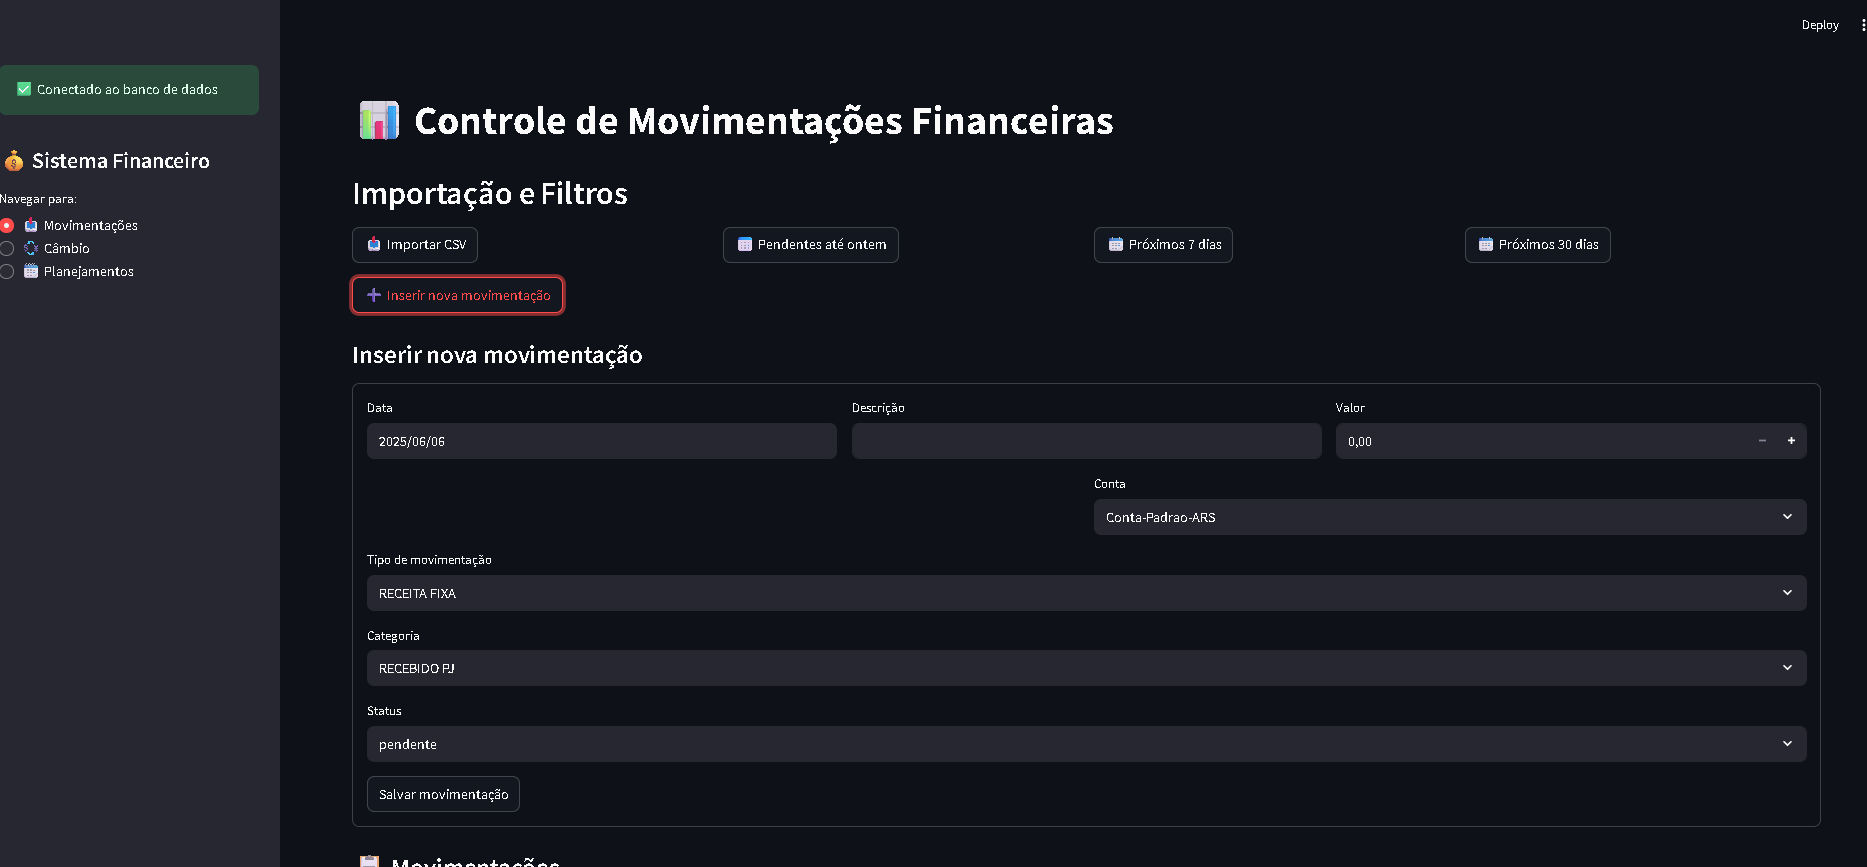 Deploy
Conectado ao banco de dados
Sistema Financeiro
Navegar para:
Movimentações
Câmbio
Planejamentos
Controle de Movimentações Financeiras
Importação e Filtros
Importar CSV
Pendentes até ontem
Próximos 7 dias
Próximos 30 dias
Inserir nova movimentação
Inserir nova movimentação
Data
Descrição
Valor
2025/06/06
0,00
Conta
Conta-Padrao-ARS
Tipo de movimentação
RECEITA FIXA
Categoria
RECEBIDO PJ
Status
pendente
Salvar movimentação
Movimentações